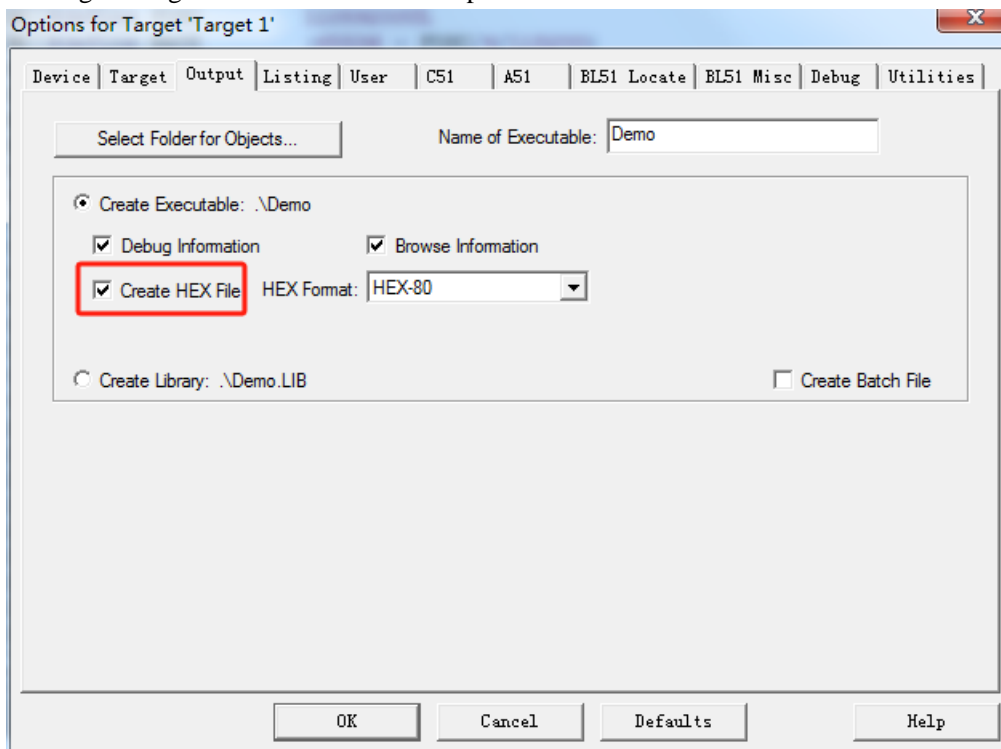 Options for Target 'Target 1'
Device Target Output Listing User C51 A51 BL51 Locate BL51 Misc Debug Utilities
Select Folder for Objects... Name of Executable: Demo
Create Executable: .\Demo
Debug Information Browse Information
Create HEX File HEX Format: HEX-80
Create Library: .\Demo.LIB Create Batch File
OK Cancel Defaults Help